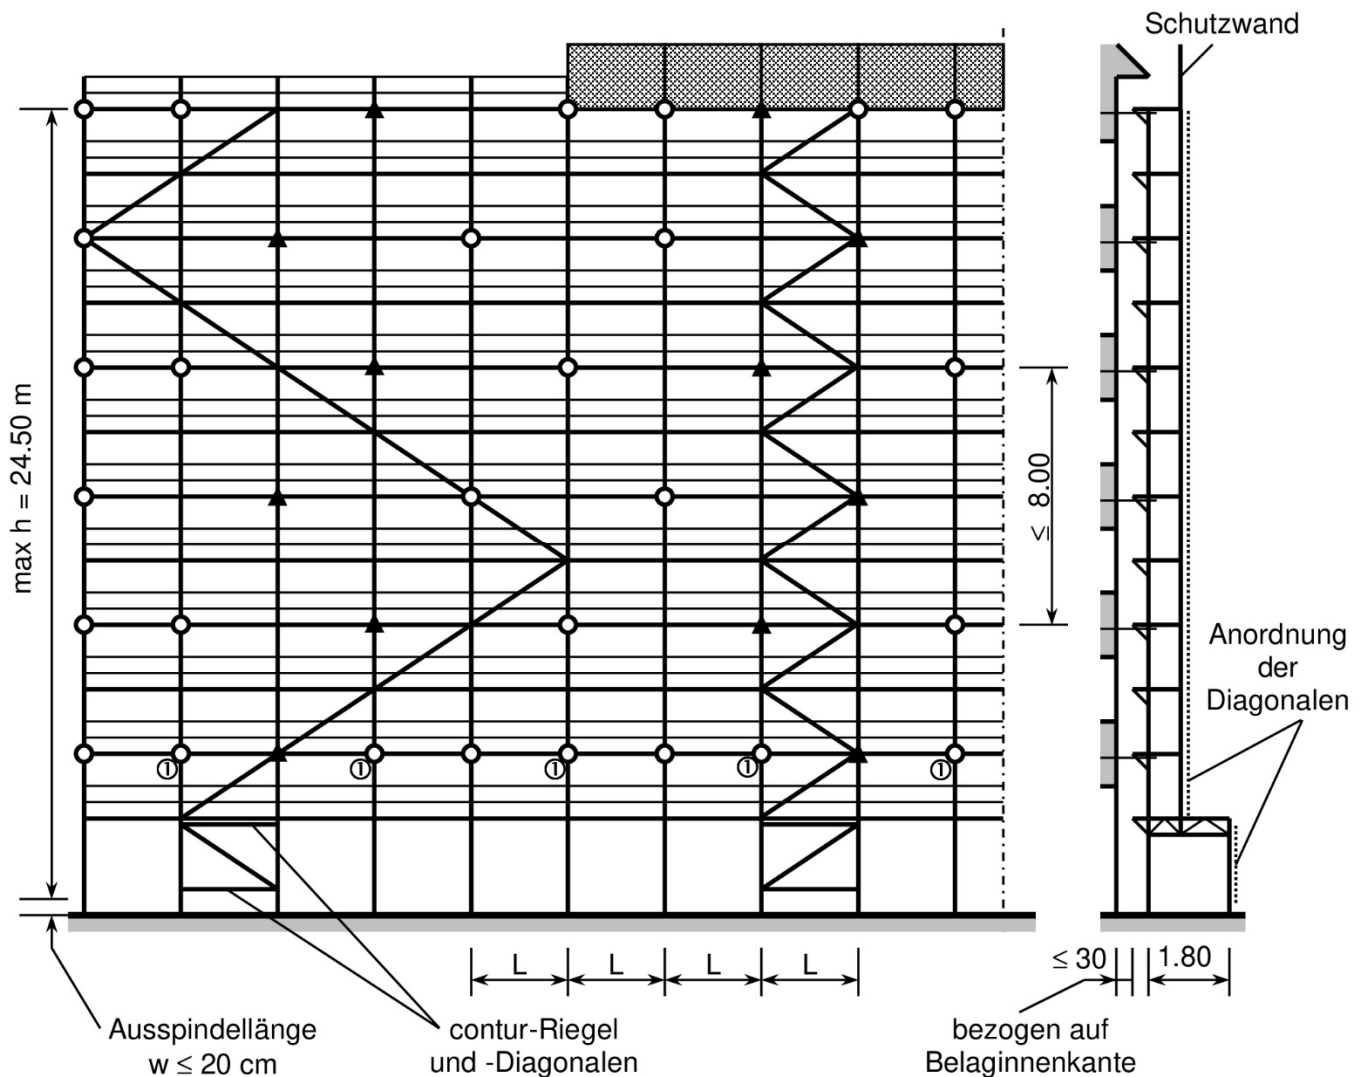 Schutzwand
max h = 24.50 m
≤ 8.00
Anordnung
der
Diagonalen
① ① ① ① ①
L L L L
≤ 30 1.80
Ausspindellänge
w ≤ 20 cm
contur-Riegel
und -Diagonalen
bezogen auf
Belaginnenkante